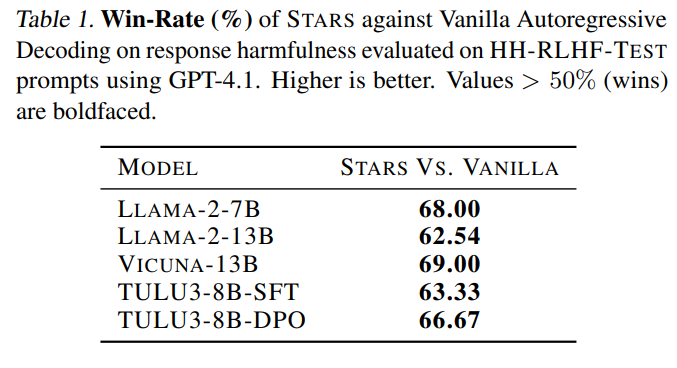 Table 1. Win-Rate (%) of STARS against Vanilla Autoregressive
Decoding on response harmfulness evaluated on HH-RLHF-TEST
prompts using GPT-4.1. Higher is better. Values > 50% (wins)
are boldfaced.
MODEL STARS VS. VANILLA
LLAMA-2-7B 68.00
LLAMA-2-13B 62.54
VICUNA-13B 69.00
TULU3-8B-SFT 63.33
TULU3-8B-DPO 66.67